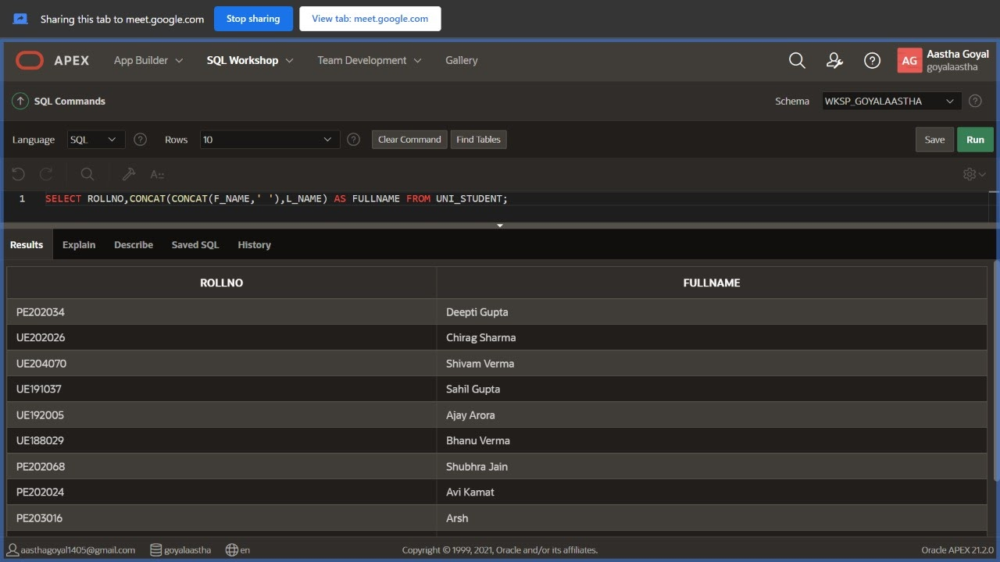 Sharing this tab to meet.google.com Stop sharing View tab: meet.google.com
APEX App Builder SQL Workshop Team Development Gallery AG Aastha Goyal
goyalaastha
SQL Commands Schema WKSP_GOYALAASTHA
Language SQL Rows 10 Clear Command Find Tables Save Run
1 SELECT ROLLNO,CONCAT(CONCAT(F_NAME,' '),L_NAME) AS FULLNAME FROM UNI_STUDENT;
Results Explain Describe Saved SQL History
ROLLNO FULLNAME
PE202034 Deepti Gupta
UE202026 Chirag Sharma
UE204070 Shivam Verma
UE191037 Sahil Gupta
UE192005 Ajay Arora
UE188029 Bhanu Verma
PE202068 Shubhra Jain
PE202024 Avi Kamat
PE203016 Arsh
aasthagoyal1405@gmail.com goyalaastha en Copyright © 1999, 2021, Oracle and/or its affiliates. Oracle APEX 21.2.0